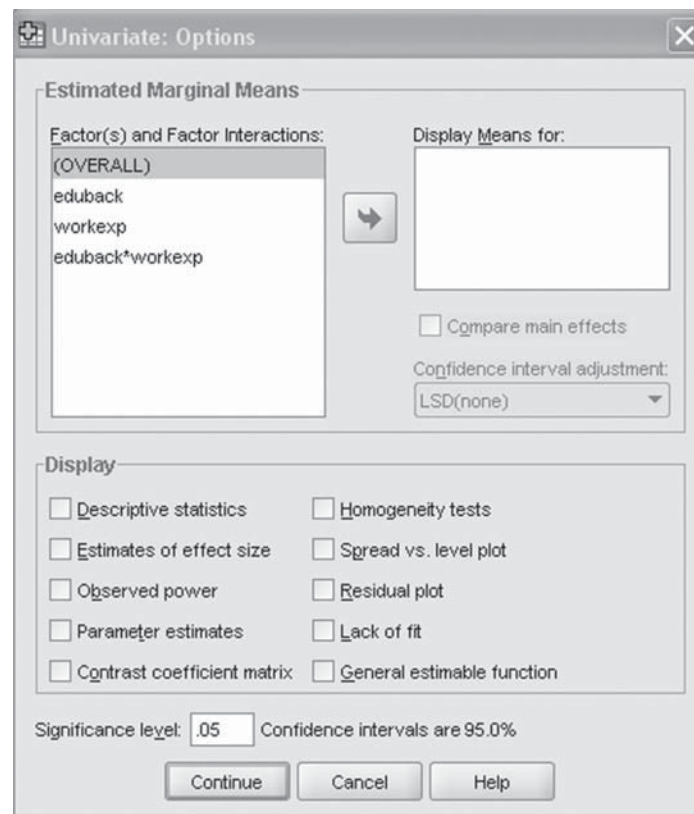 Univariate: Options
Estimated Marginal Means
Factor(s) and Factor Interactions:
(OVERALL)
eduback
workexp
eduback*workexp
Display Means for:
Compare main effects
Confidence interval adjustment:
LSD(none)
Display
Descriptive statistics
Estimates of effect size
Observed power
Parameter estimates
Contrast coefficient matrix
Homogeneity tests
Spread vs. level plot
Residual plot
Lack of fit
General estimable function
Significance level: .05 Confidence intervals are 95.0%
Continue Cancel Help